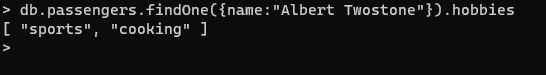 > db.passengers.findOne({name:"Albert Twostone"}).hobbies
[ "sports", "cooking" ]
>